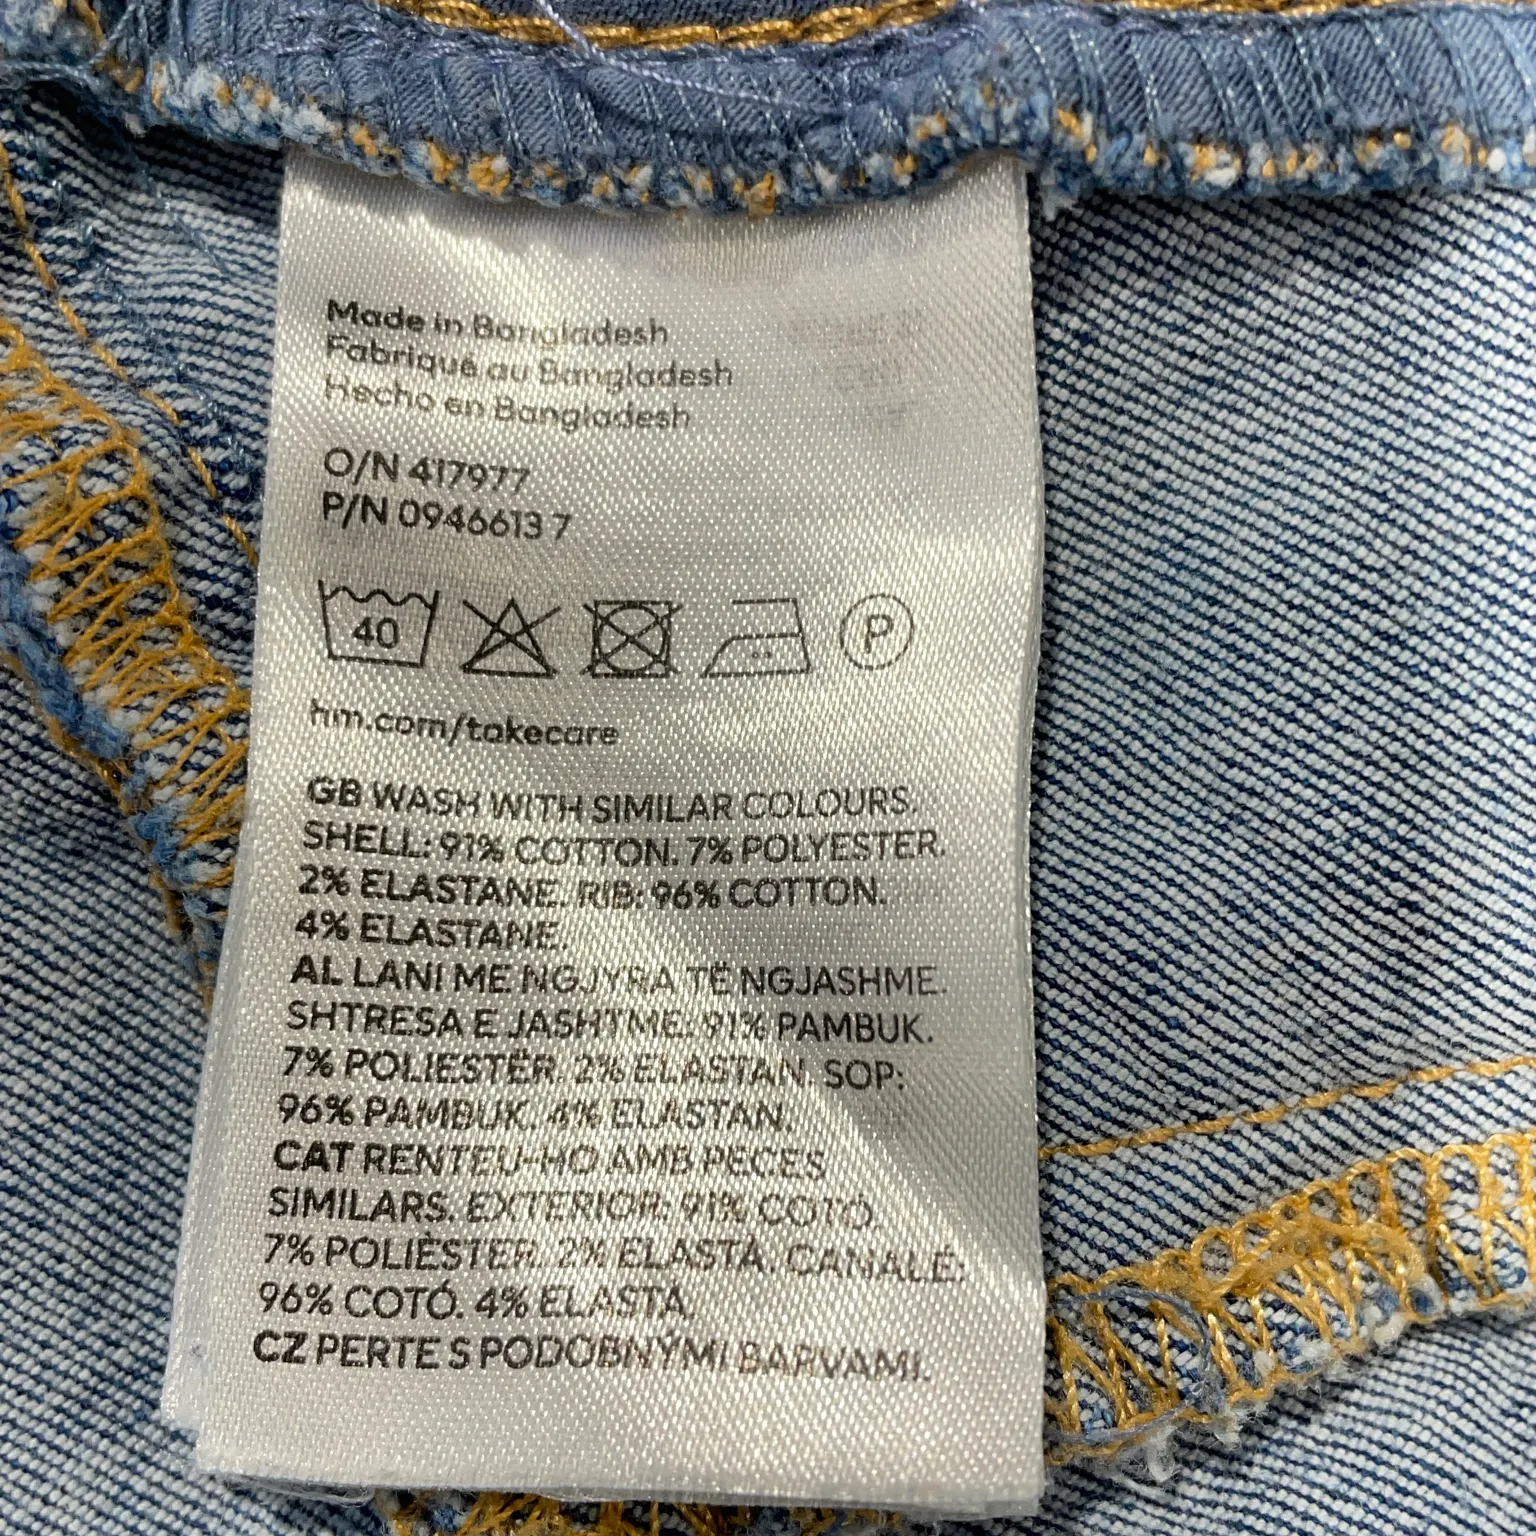 Made in Bangladesh
Fabriqué au Bangladesh
Hecho en Bangladesh
O/N 417977
P/N 0946613 7
40
P
hm.com/takecare
GB WASH WITH SIMILAR COLOURS.
SHELL: 91% COTTON. 7% POLYESTER.
2% ELASTANE. RIB: 96% COTTON.
4% ELASTANE.
AL LANI ME NGJYRA TË NGJASHME.
SHTRESA E JASHTME: 91% PAMBUK.
7% POLIESTËR. 2% ELASTAN. SOP:
96% PAMBUK. 4% ELASTAN.
CAT RENTEU-HO AMB PECES
SIMILARS. EXTERIOR: 91% COTÓ.
7% POLIÈSTER. 2% ELASTÀ. CANALÉ:
96% COTÓ. 4% ELASTÀ.
CZ PERTE S PODOBNÝMI BARVAMI.